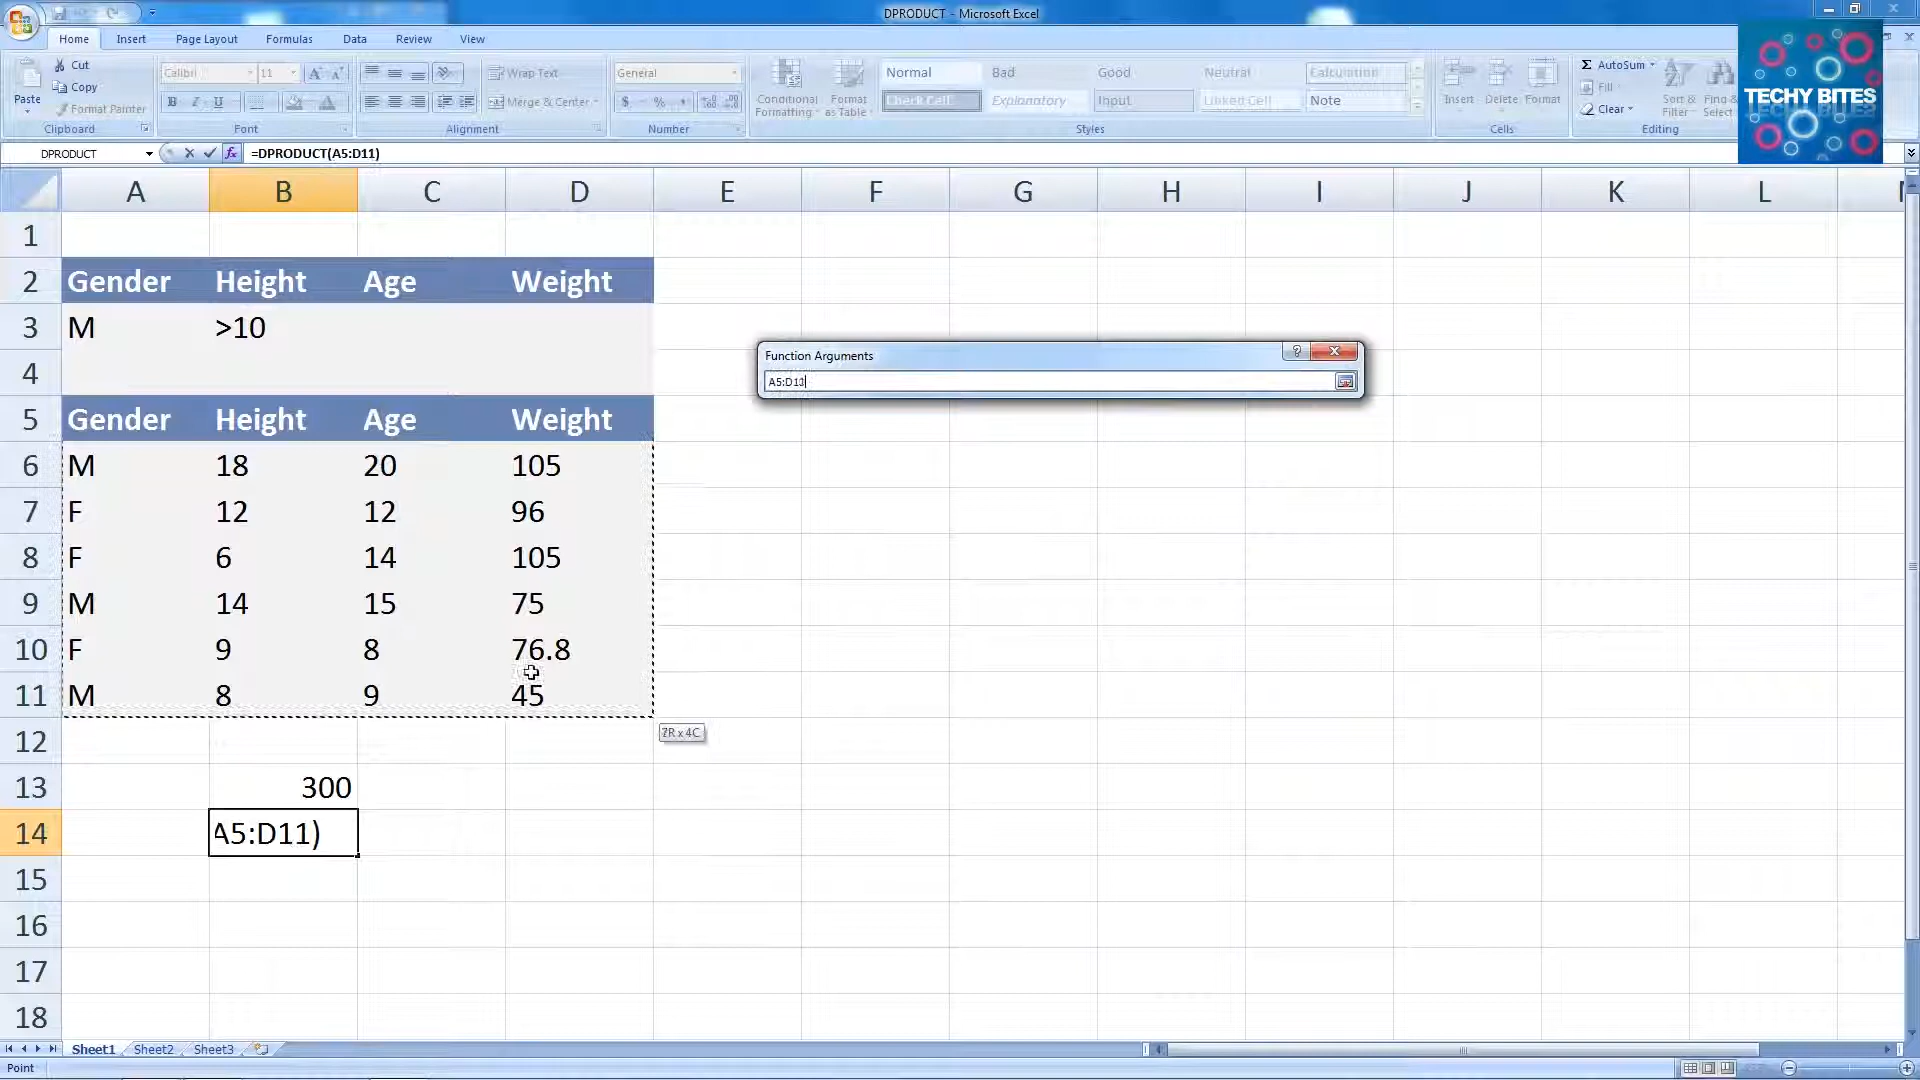 DPRODUCT - Microsoft Excel
Home Insert Page Layout Formulas Data Review View
Paste
Cut
Copy
Format Painter
Clipboard
Calibri 11
Font
Wrap Text
Merge & Center
Alignment
General
Number
Conditional Formatting
Format as Table
Normal Bad Good Neutral Calculation
Check Cell Explanatory Input Linked Cell Note
Styles
Insert Delete Format
Cells
AutoSum
Fill
Clear
Sort & Filter
Find & Select
Editing
TECHY BITES
DPRODUCT =DPRODUCT(A5:D11)
A B C D E F G H I J K L
1
2 Gender Height Age Weight
3 M >10
4
5 Gender Height Age Weight
6 M 18 20 105
7 F 12 12 96
8 F 6 14 105
9 M 14 15 75
10 F 9 8 76.8
11 M 8 9 45
12
13 300
14 A5:D11)
15
16
17
18
Function Arguments
A5:D13
7R x 4C
Sheet1 Sheet2 Sheet3
Point